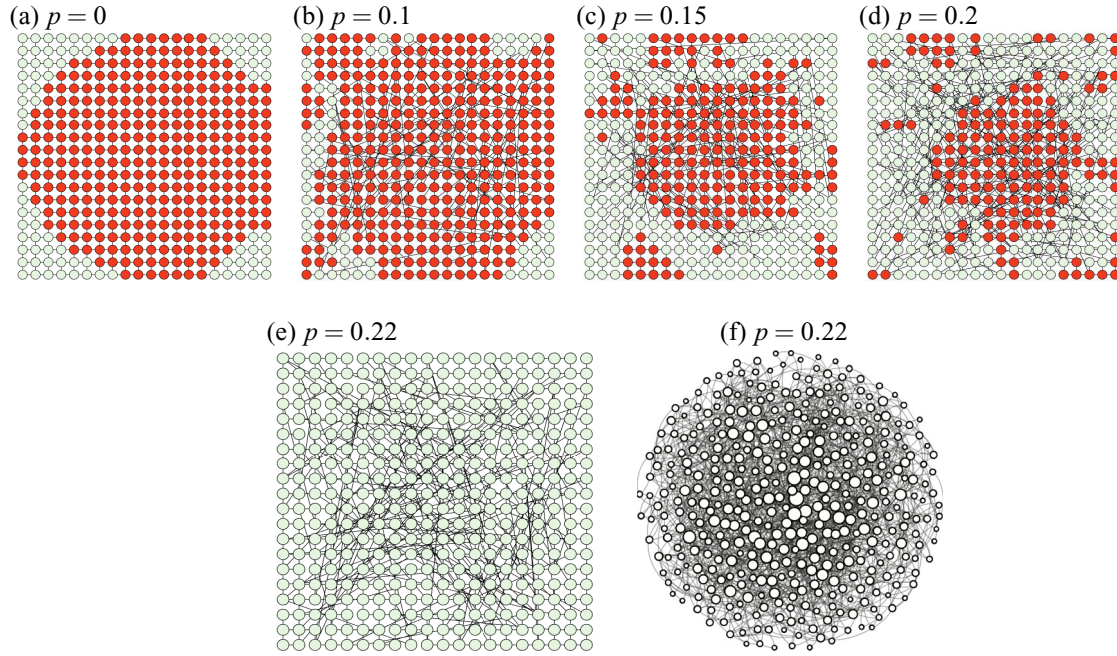 (a) p = 0
(b) p = 0.1
(c) p = 0.15
(d) p = 0.2
(e) p = 0.22
(f) p = 0.22